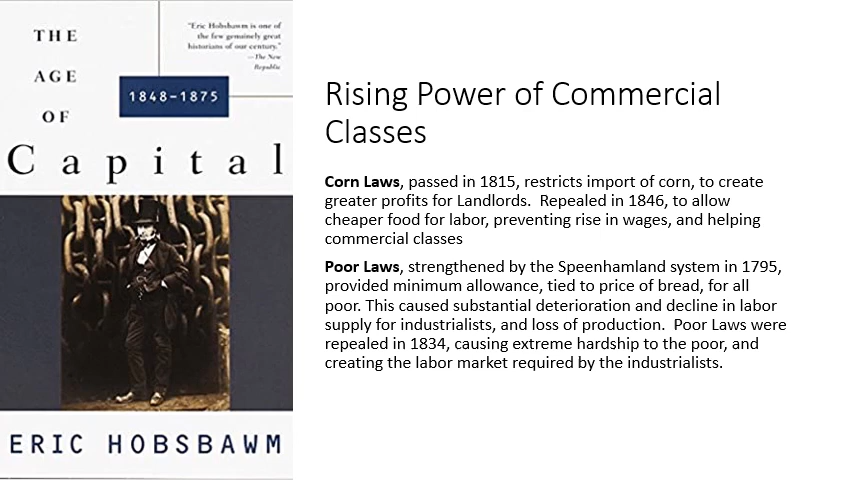 THE
AGE
OF
Capital
1848-1875
"Eric Hobsbawm is one of
the few genuinely great
historians of our century."
—The New
Republic
ERIC HOBSBAWM
Rising Power of Commercial
Classes
Corn Laws, passed in 1815, restricts import of corn, to create
greater profits for Landlords.  Repealed in 1846, to allow
cheaper food for labor, preventing rise in wages, and helping
commercial classes
Poor Laws, strengthened by the Speenhamland system in 1795,
provided minimum allowance, tied to price of bread, for all
poor. This caused substantial deterioration and decline in labor
supply for industrialists, and loss of production.  Poor Laws were
repealed in 1834, causing extreme hardship to the poor, and
creating the labor market required by the industrialists.